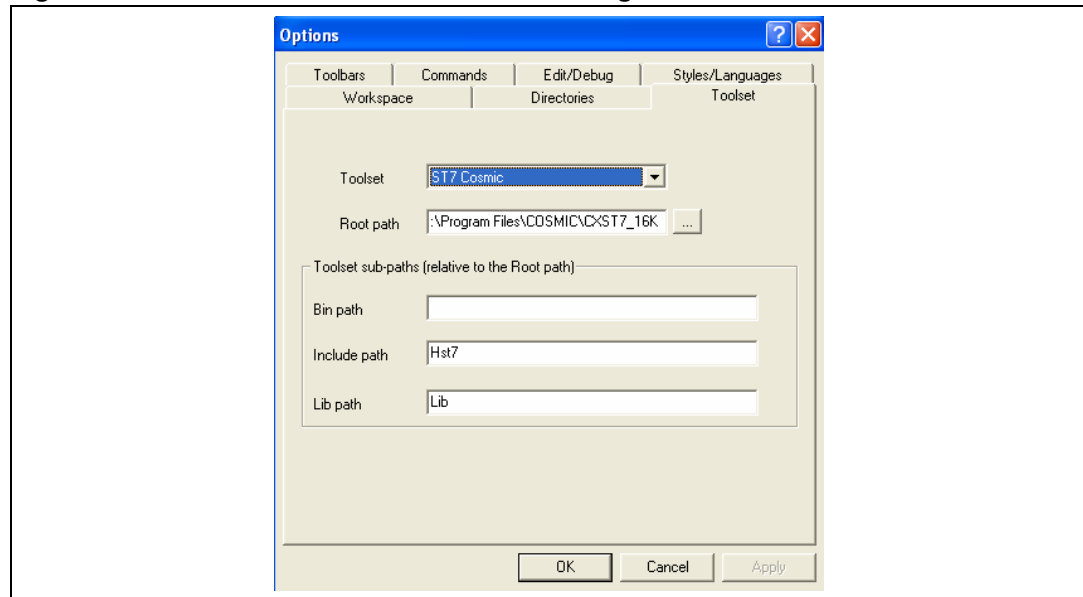 Options
Toolbars Commands Edit/Debug Styles/Languages
Workspace Directories Toolset
Toolset ST7 Cosmic
Root path :\Program Files\COSMIC\CXST7_16K ...
Toolset sub-paths (relative to the Root path)
Bin path
Include path Hst7
Lib path Lib
OK Cancel Apply